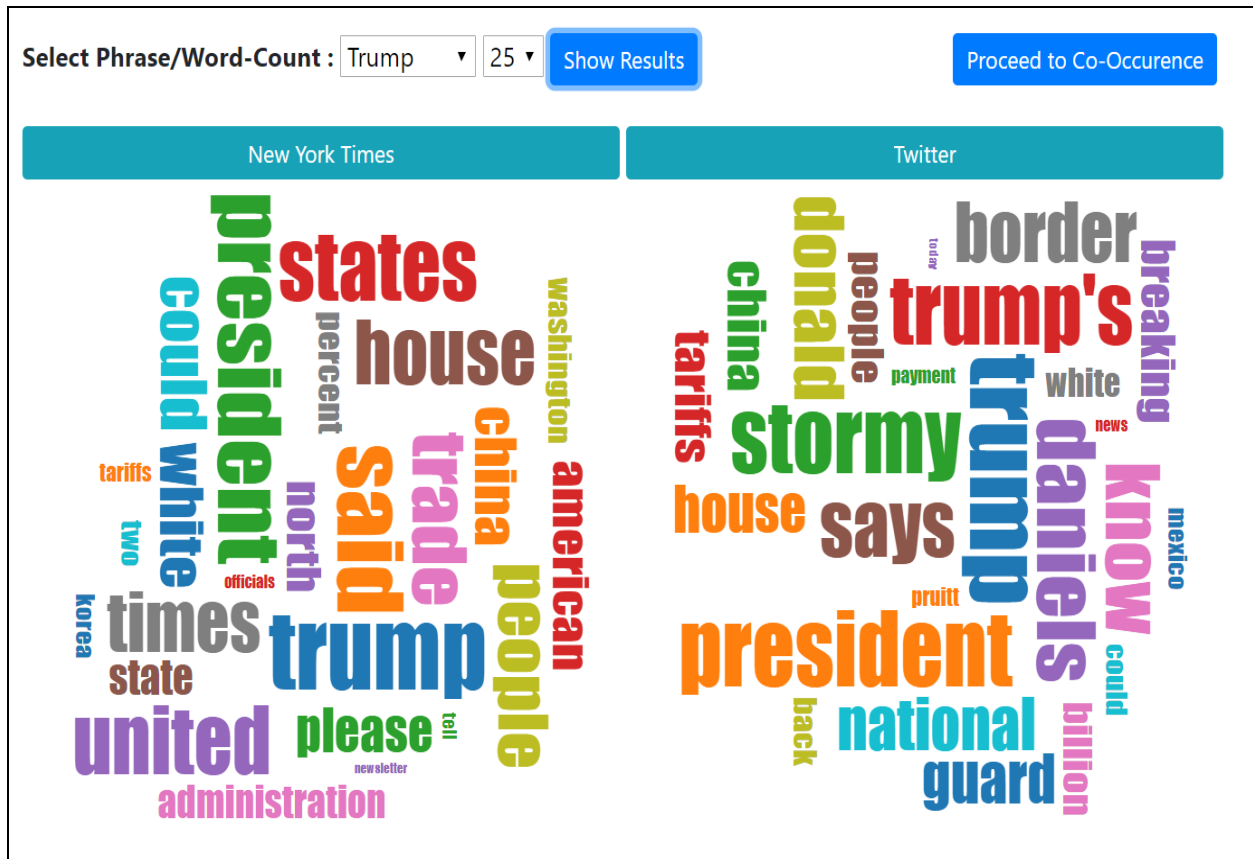 Select Phrase/Word-Count : Trump 25 Show Results Proceed to Co-Occurence
New York Times
president
states
could
percent
house
washington
said
trade
china
american
white
tariffs
north
two
officials
people
korea
times
trump
state
united
please
tell
newsletter
administration
Twitter
donald
border
today
people
breaking
china
trump's
tariffs
payment
trump
white
news
stormy
daniels
know
house
says
mexico
pruitt
president
could
back
national
billion
guard